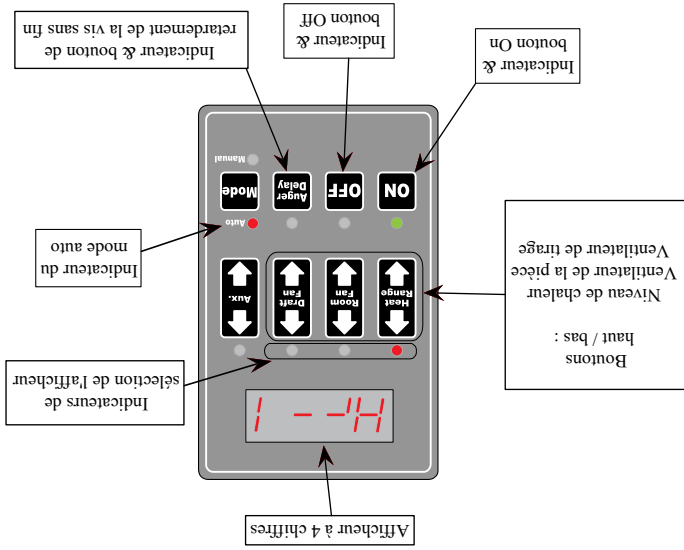 Afficheur à 4 chiffres
Boutons
haut / bas :
Niveau de chaleur
Ventilateur de la pièce
Ventilateur de tirage
Indicateurs de
sélection de l'afficheur
Heat
Range
Room
Fan
Draft
Fan
Aux.
Indicateur du
mode auto
Auto
ON
OFF
Auger
Delay
Mode
Manual
Indicateur &
bouton On
Indicateur &
bouton Off
Indicateur & bouton de
retardement de la vis sans fin